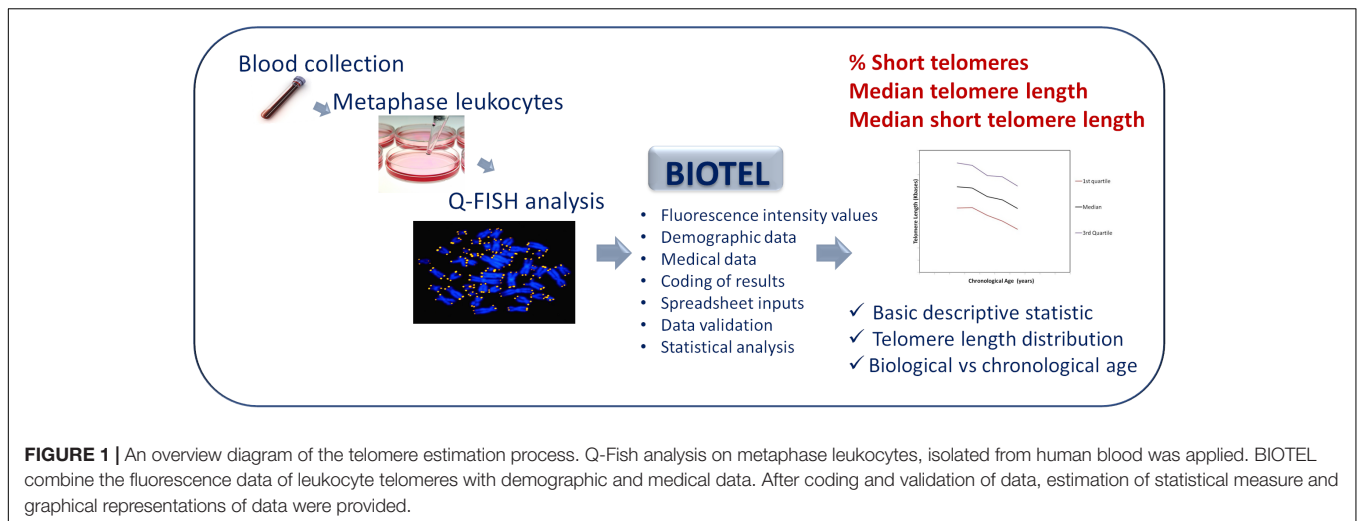 Blood collection
Metaphase leukocytes
Q-FISH analysis
BIOTEL
• Fluorescence intensity values
• Demographic data
• Medical data
• Coding of results
• Spreadsheet inputs
• Data validation
• Statistical analysis
% Short telomeres
Median telomere length
Median short telomere length
Telomere Length (Kbases)
1st quartile
Median
3rd Quartile
Chronological Age (years)
✓ Basic descriptive statistic
✓ Telomere length distribution
✓ Biological vs chronological age
FIGURE 1 | An overview diagram of the telomere estimation process. Q-Fish analysis on metaphase leukocytes, isolated from human blood was applied. BIOTEL
combine the fluorescence data of leukocyte telomeres with demographic and medical data. After coding and validation of data, estimation of statistical measure and
graphical representations of data were provided.